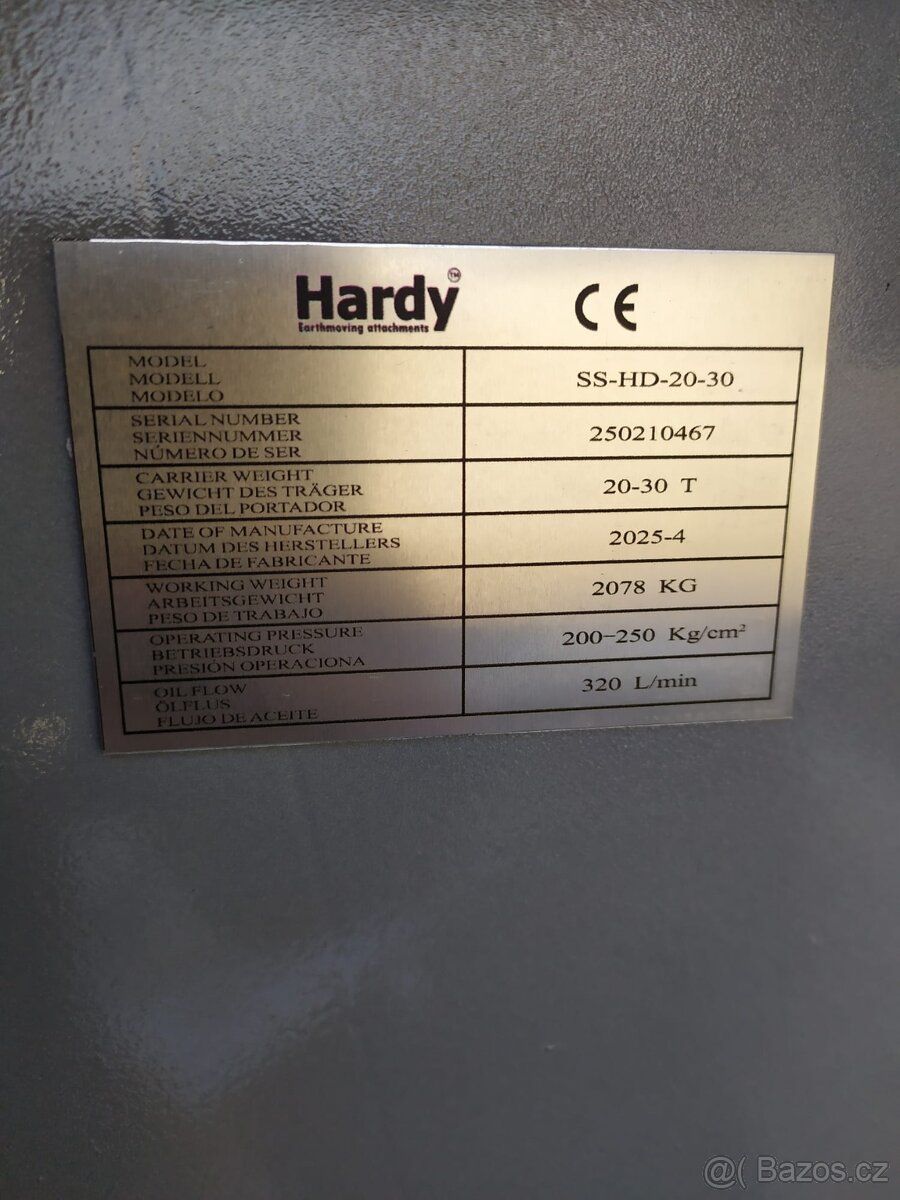 Hardy™
Earthmoving attachments
CE
MODEL
MODELL
MODELO
SS-HD-20-30
SERIAL NUMBER
SERIENNUMMER
NÚMERO DE SER
250210467
CARRIER WEIGHT
GEWICHT DES TRÄGER
PESO DEL PORTADOR
20-30 T
DATE OF MANUFACTURE
DATUM DES HERSTELLERS
FECHA DE FABRICANTE
2025-4
WORKING WEIGHT
ARBEITSGEWICHT
PESO DE TRABAJO
2078 KG
OPERATING PRESSURE
BETRIEBSDRUCK
PRESIÓN OPERACIONA
200-250 Kg/cm²
OIL FLOW
ÖLFLUS
FLUJO DE ACEITE
320 L/min
@( Bazos.cz